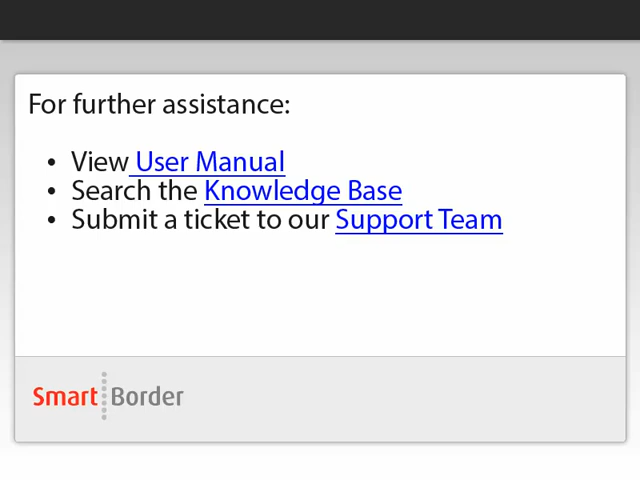 For further assistance:
• View User Manual
• Search the Knowledge Base
• Submit a ticket to our Support Team
Smart Border